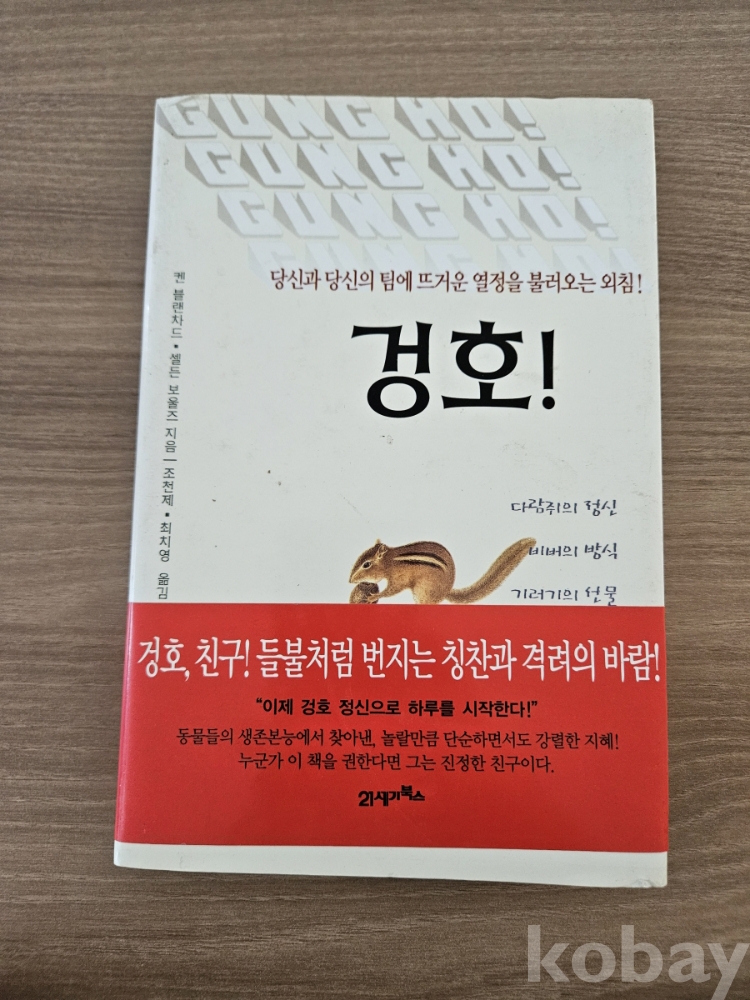 GUNG HO!
GUNG HO!
GUNG HO!
GUNG HO!
당신과 당신의 팀에 뜨거운 열정을 불러오는 외침!
겅호!
켄 블랜차드 • 셀든 보울즈 지음 | 조천제 • 최치영 옮김
다람쥐의 정신
비버의 방식
기러기의 선물
겅호, 친구! 들불처럼 번지는 칭찬과 격려의 바람!
“이제 겅호 정신으로 하루를 시작한다!”
동물들의 생존본능에서 찾아낸, 놀랄만큼 단순하면서도 강렬한 지혜!
누군가 이 책을 권한다면 그는 진정한 친구이다.
21세기북스
kobay